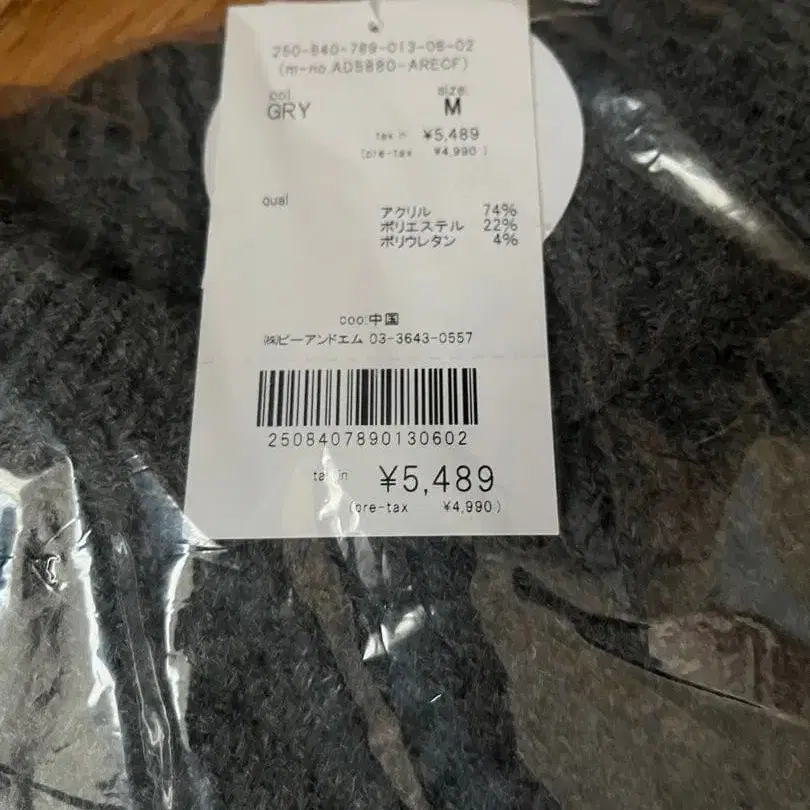 250-840-789-013-06-02
(m-no.AD5880-ARECF)
col. size.
GRY M
tax in ¥5,489
(pre-tax ¥4,990)
qual
アクリル 74%
ポリエステル 22%
ポリウレタン 4%
coo:中国
㈱ビーアンドエム 03-3643-0557
2508407890130602
tax in ¥5,489
(pre-tax ¥4,990)